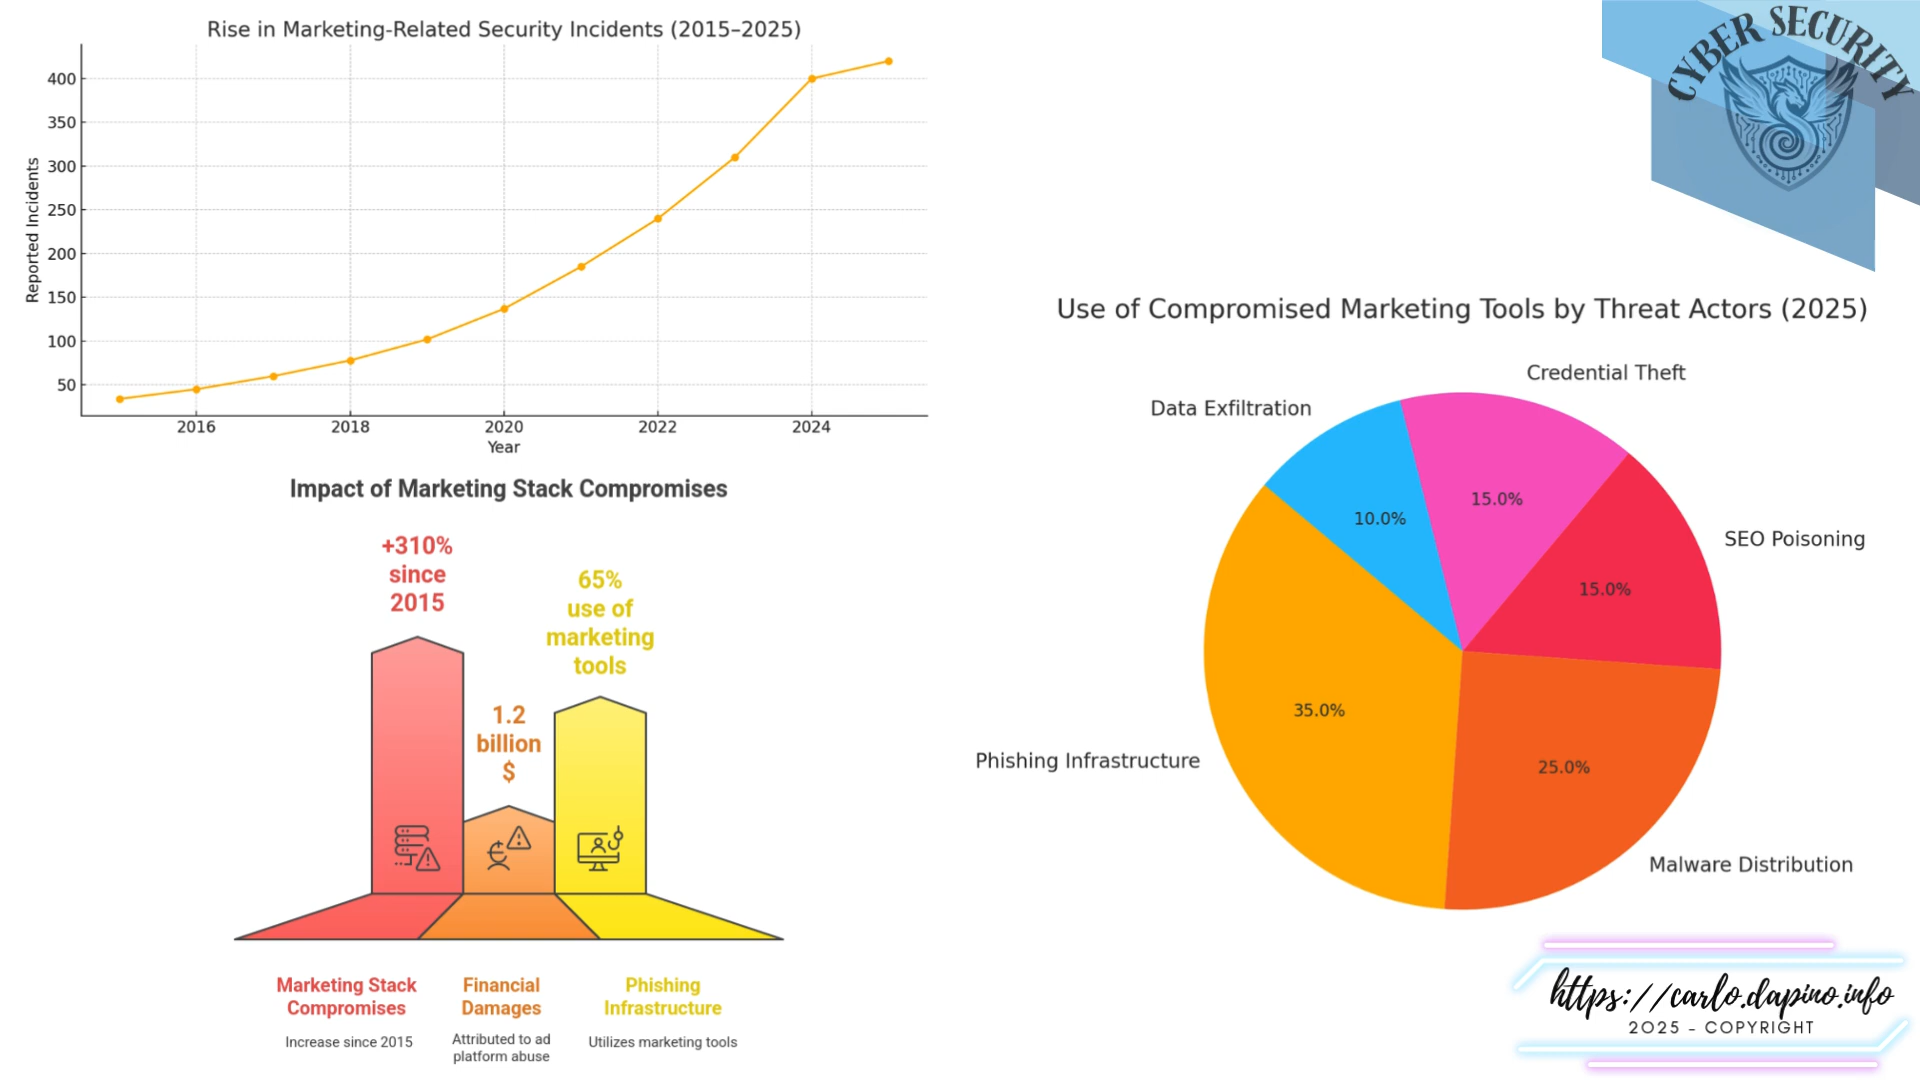 Rise in Marketing-Related Security Incidents (2015–2025)
Reported Incidents
400
350
300
250
200
150
100
50
2016 2018 2020 2022 2024
Year
Impact of Marketing Stack Compromises
+310%
since
2015
1.2
billion
$
65%
use of
marketing
tools
Marketing Stack
Compromises
Increase since 2015
Financial
Damages
Attributed to ad
platform abuse
Phishing
Infrastructure
Utilizes marketing tools
CYBER SECURITY
Use of Compromised Marketing Tools by Threat Actors (2025)
Credential Theft
15.0%
Data Exfiltration
10.0%
SEO Poisoning
15.0%
Phishing Infrastructure
35.0%
Malware Distribution
25.0%
https://carlo.dapino.info
2025 - COPYRIGHT